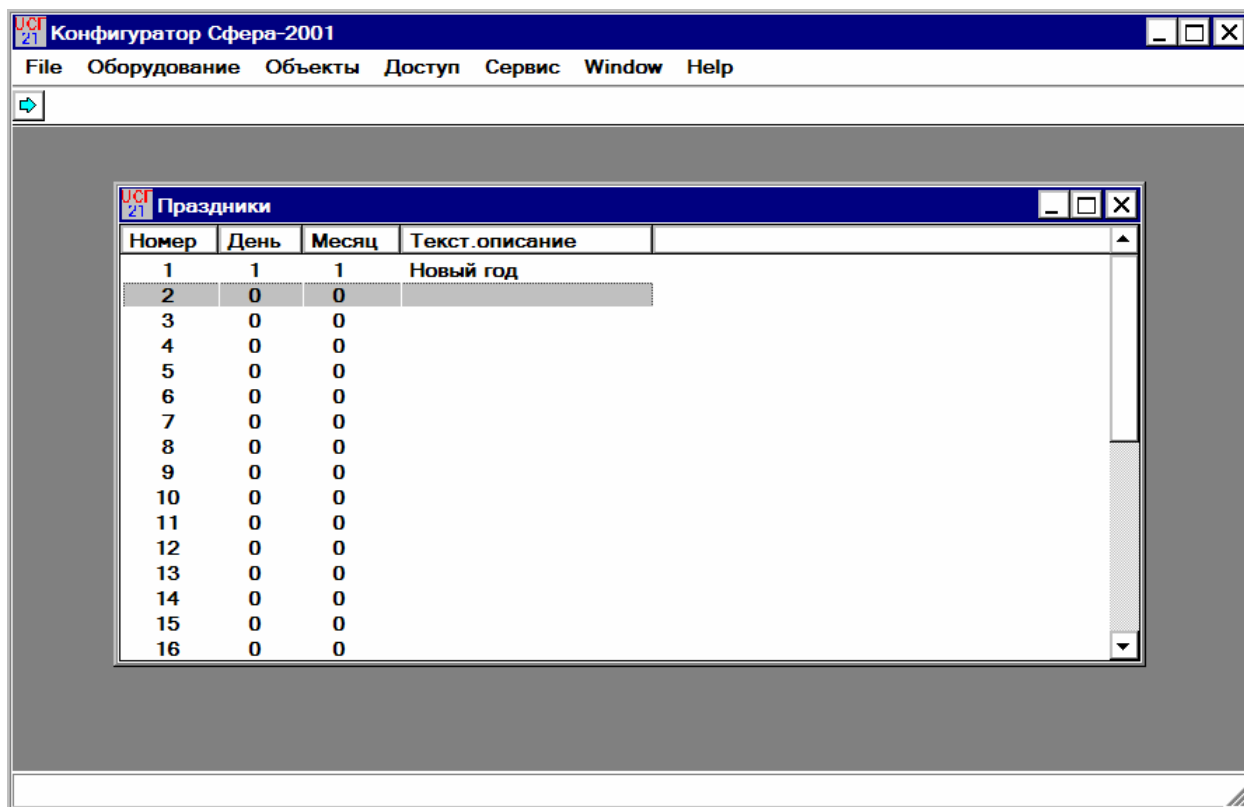 UCГ 21 Конфигуратор Сфера-2001
File Оборудование Объекты Доступ Сервис Window Help
UCГ 21 Праздники
Номер День Месяц Текст.описание
1 1 1 Новый год
2 0 0
3 0 0
4 0 0
5 0 0
6 0 0
7 0 0
8 0 0
9 0 0
10 0 0
11 0 0
12 0 0
13 0 0
14 0 0
15 0 0
16 0 0